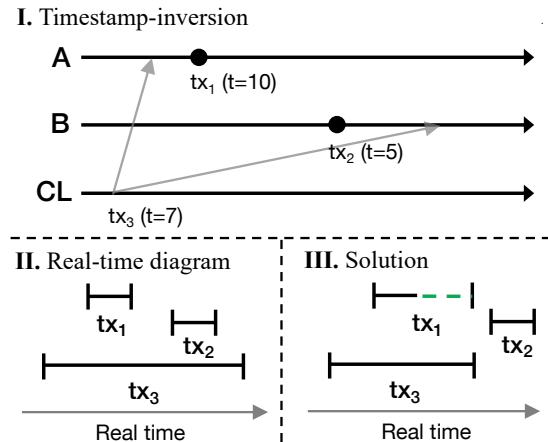 I. Timestamp-inversion
A
tx₁ (t=10)
B
tx₂ (t=5)
CL
tx₃ (t=7)
II. Real-time diagram
tx₁
tx₂
tx₃
Real time
III. Solution
tx₁
tx₂
tx₃
Real time